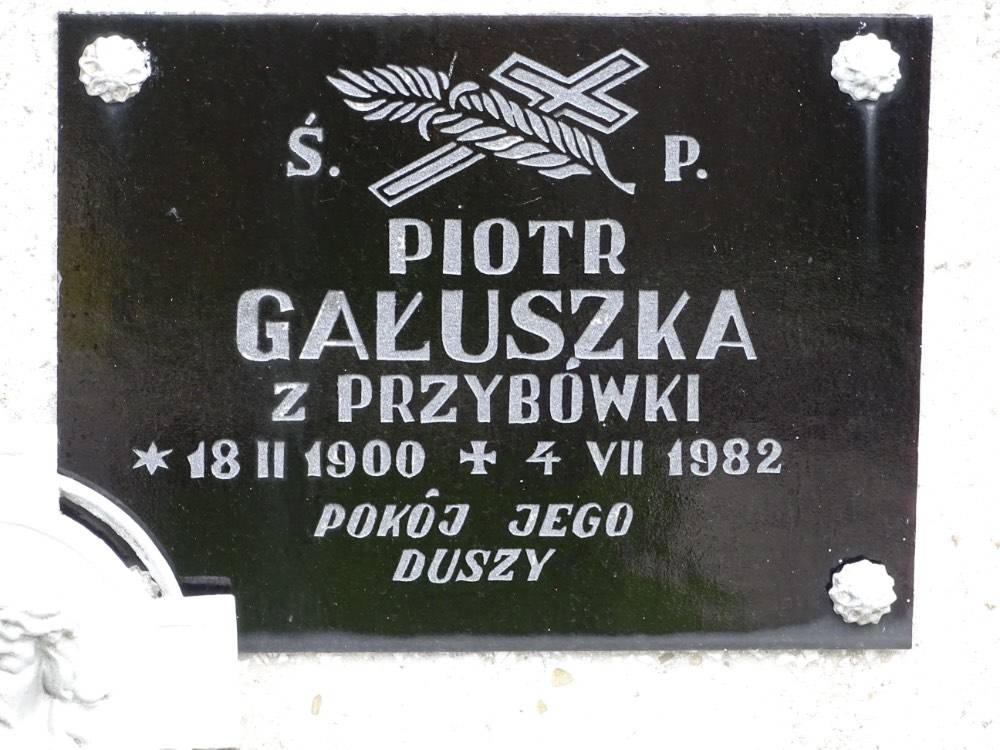 Ś. P.
PIOTR
GAŁUSZKA
Z PRZYBÓWKI
* 18 II 1900 + 4 VII 1982
POKÓJ JEGO
DUSZY